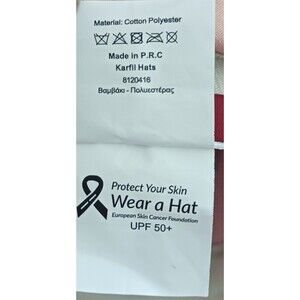 Material: Cotton Polyester
Made in P.R.C
Karfil Hats
8120416
Βαμβάκι - Πολυεστέρας
Protect Your Skin
Wear a Hat
European Skin Cancer Foundation
UPF 50+